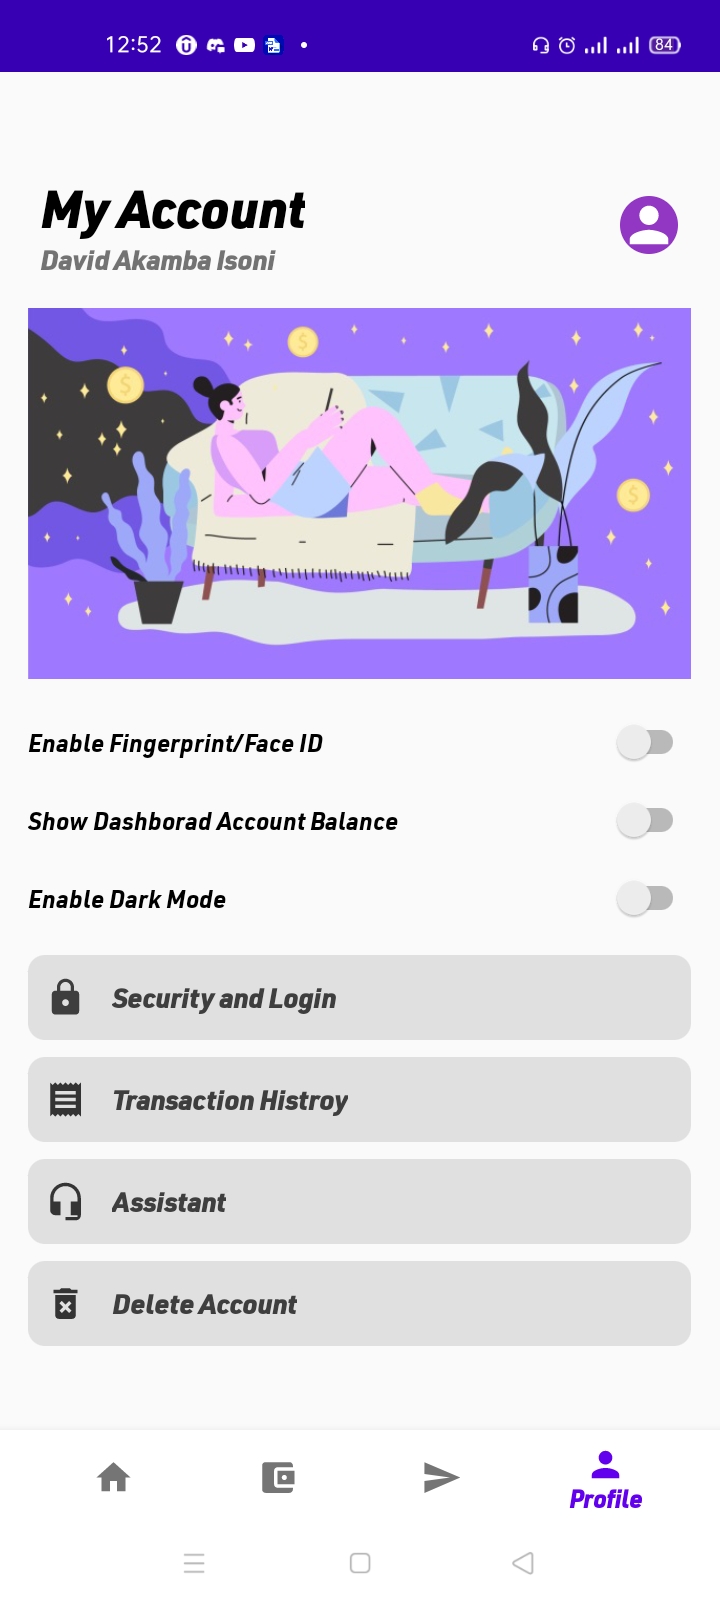 12:52
84
My Account
David Akamba Isoni
Enable Fingerprint/Face ID
Show Dashborad Account Balance
Enable Dark Mode
Security and Login
Transaction Histroy
Assistant
Delete Account
Profile